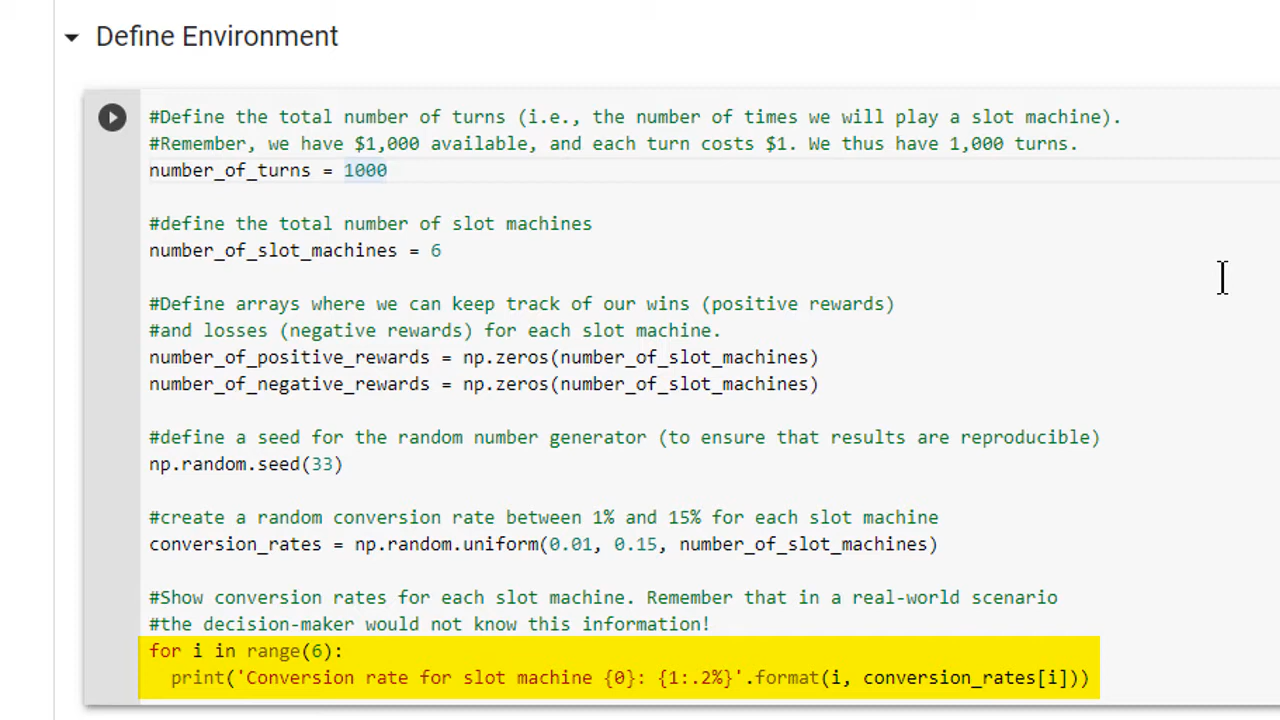 Define Environment
#Define the total number of turns (i.e., the number of times we will play a slot machine).
#Remember, we have $1,000 available, and each turn costs $1. We thus have 1,000 turns.
number_of_turns = 1000
#define the total number of slot machines
number_of_slot_machines = 6
#Define arrays where we can keep track of our wins (positive rewards)
#and losses (negative rewards) for each slot machine.
number_of_positive_rewards = np.zeros(number_of_slot_machines)
number_of_negative_rewards = np.zeros(number_of_slot_machines)
#define a seed for the random number generator (to ensure that results are reproducible)
np.random.seed(33)
#create a random conversion rate between 1% and 15% for each slot machine
conversion_rates = np.random.uniform(0.01, 0.15, number_of_slot_machines)
#Show conversion rates for each slot machine. Remember that in a real-world scenario
#the decision-maker would not know this information!
for i in range(6):
  print('Conversion rate for slot machine {0}: {1:.2%}'.format(i, conversion_rates[i]))